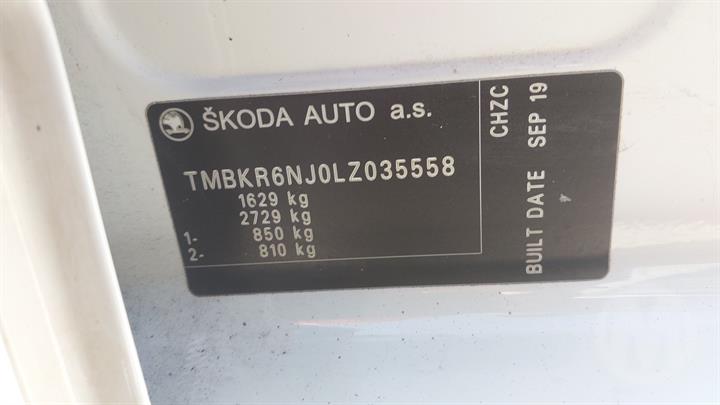 ŠKODA AUTO a.s.
TMBKR6NJ0LZ035558
1629 kg
2729 kg
1- 850 kg
2- 810 kg
CHZC
BUILT DATE SEP 19